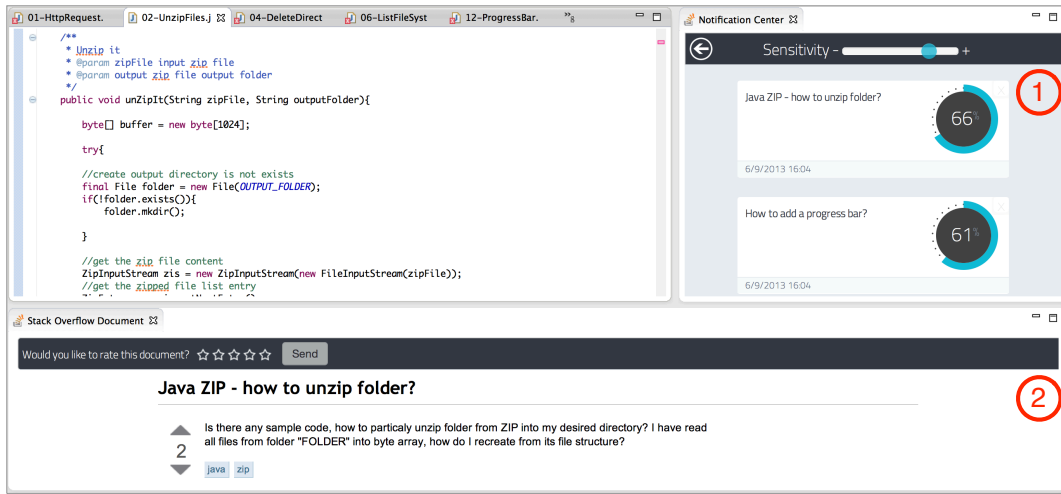 01-HttpRequest.
02-UnzipFiles.j
04-DeleteDirect
06-ListFileSyst
12-ProgressBar.
»8
/**
* Unzip it
* @param zipFile input zip file
* @param output zip file output folder
*/
public void unZipIt(String zipFile, String outputFolder){
byte[] buffer = new byte[1024];
try{
//create output directory is not exists
final File folder = new File(OUTPUT_FOLDER);
if(!folder.exists()){
folder.mkdir();
}
//get the zip file content
ZipInputStream zis = new ZipInputStream(new FileInputStream(zipFile));
//get the zipped file list entry
Notification Center
Sensitivity - +
1
Java ZIP - how to unzip folder?
66%
6/9/2013 16:04
How to add a progress bar?
61%
6/9/2013 16:04
Stack Overflow Document
Would you like to rate this document? Send
2
Java ZIP - how to unzip folder?
Is there any sample code, how to particaly unzip folder from ZIP into my desired directory? I have read
all files from folder "FOLDER" into byte array, how do I recreate from its file structure?
2
java zip